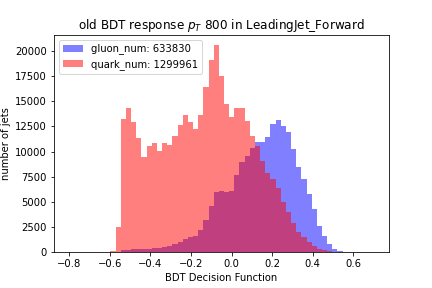 old BDT response p_T 800 in LeadingJet_Forward
gluon_num: 633830
quark_num: 1299961
number of jets
20000
17500
15000
12500
10000
7500
5000
2500
0
−0.8 −0.6 −0.4 −0.2 0.0 0.2 0.4 0.6
BDT Decision Function